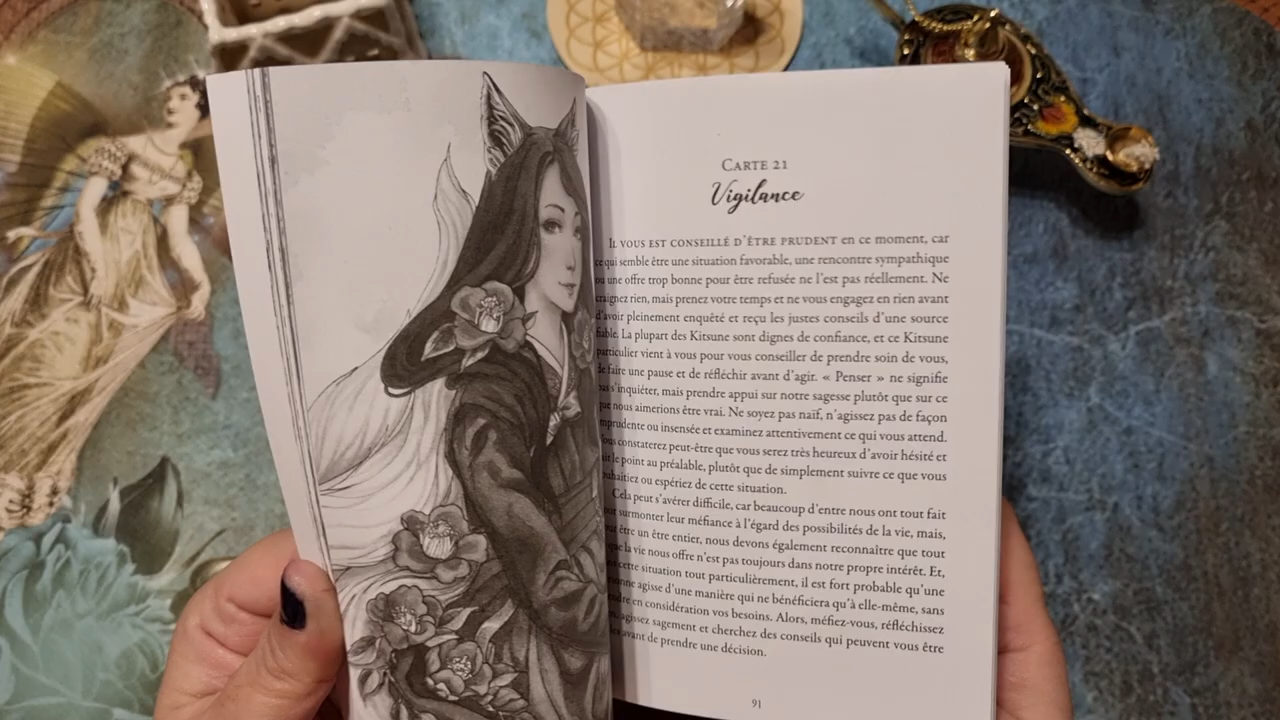 Carte 21
Vigilance
Il vous est conseillé d'être prudent en ce moment, car
ce qui semble être une situation favorable, une rencontre sympathique
ou une offre trop bonne pour être refusée ne l'est pas réellement. Ne
craignez rien, mais prenez votre temps et ne vous engagez en rien avant
d'avoir pleinement enquêté et reçu les justes conseils d'une source
fiable. La plupart des Kitsune sont dignes de confiance, et ce Kitsune
particulier vient à vous pour vous conseiller de prendre soin de vous,
de faire une pause et de réfléchir avant d'agir. « Penser » ne signifie
pas s'inquiéter, mais prendre appui sur notre sagesse plutôt que sur ce
que nous aimerions être vrai. Ne soyez pas naïf, n'agissez pas de façon
imprudente ou insensée et examinez attentivement ce qui vous attend.
Vous constaterez peut-être que vous serez très heureux d'avoir hésité et
fait le point au préalable, plutôt que de simplement suivre ce que vous
souhaitiez ou espériez de cette situation.
Cela peut s'avérer difficile, car beaucoup d'entre nous ont tout fait
pour surmonter leur méfiance à l'égard des possibilités de la vie, mais,
pour être un être entier, nous devons également reconnaître que tout
que la vie nous offre n'est pas toujours dans notre propre intérêt. Et,
dans cette situation tout particulièrement, il est fort probable qu'une
personne agisse d'une manière qui ne bénéficiera qu'à elle-même, sans
prendre en considération vos besoins. Alors, méfiez-vous, réfléchissez
agissez sagement et cherchez des conseils qui peuvent vous être
avant de prendre une décision.
91